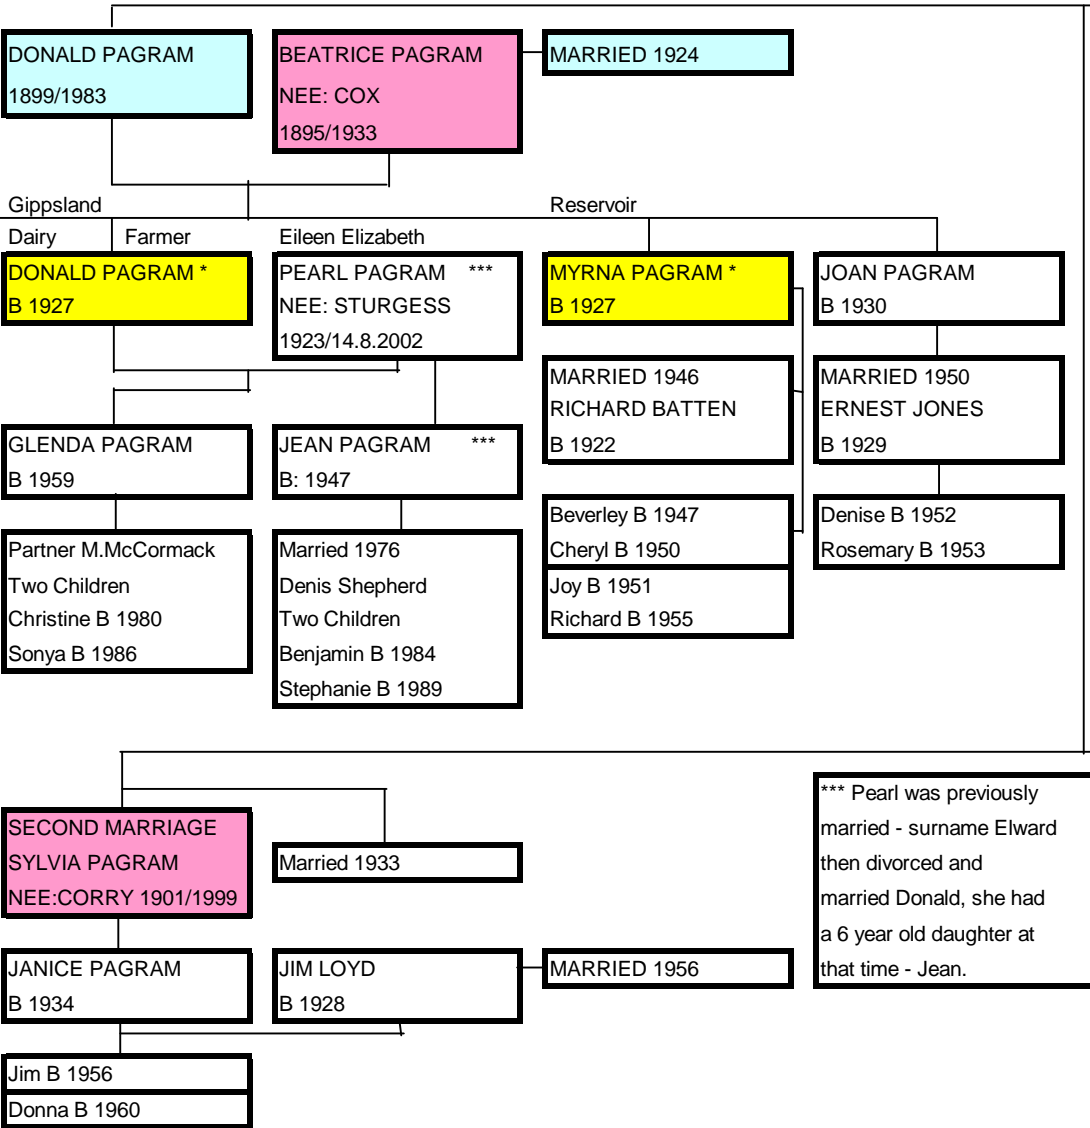 DONALD PAGRAM
1899/1983
BEATRICE PAGRAM
NEE: COX
1895/1933
MARRIED 1924
Gippsland
Reservoir
Dairy Farmer
Eileen Elizabeth
DONALD PAGRAM *
B 1927
PEARL PAGRAM ***
NEE: STURGESS
1923/14.8.2002
MYRNA PAGRAM *
B 1927
JOAN PAGRAM
B 1930
MARRIED 1946
RICHARD BATTEN
B 1922
MARRIED 1950
ERNEST JONES
B 1929
GLENDA PAGRAM
B 1959
JEAN PAGRAM ***
B: 1947
Partner M.McCormack
Two Children
Christine B 1980
Sonya B 1986
Married 1976
Denis Shepherd
Two Children
Benjamin B 1984
Stephanie B 1989
Beverley B 1947
Cheryl B 1950
Joy B 1951
Richard B 1955
Denise B 1952
Rosemary B 1953
SECOND MARRIAGE
SYLVIA PAGRAM
NEE:CORRY 1901/1999
Married 1933
*** Pearl was previously
married - surname Elward
then divorced and
married Donald, she had
a 6 year old daughter at
that time - Jean.
JANICE PAGRAM
B 1934
JIM LOYD
B 1928
MARRIED 1956
Jim B 1956
Donna B 1960